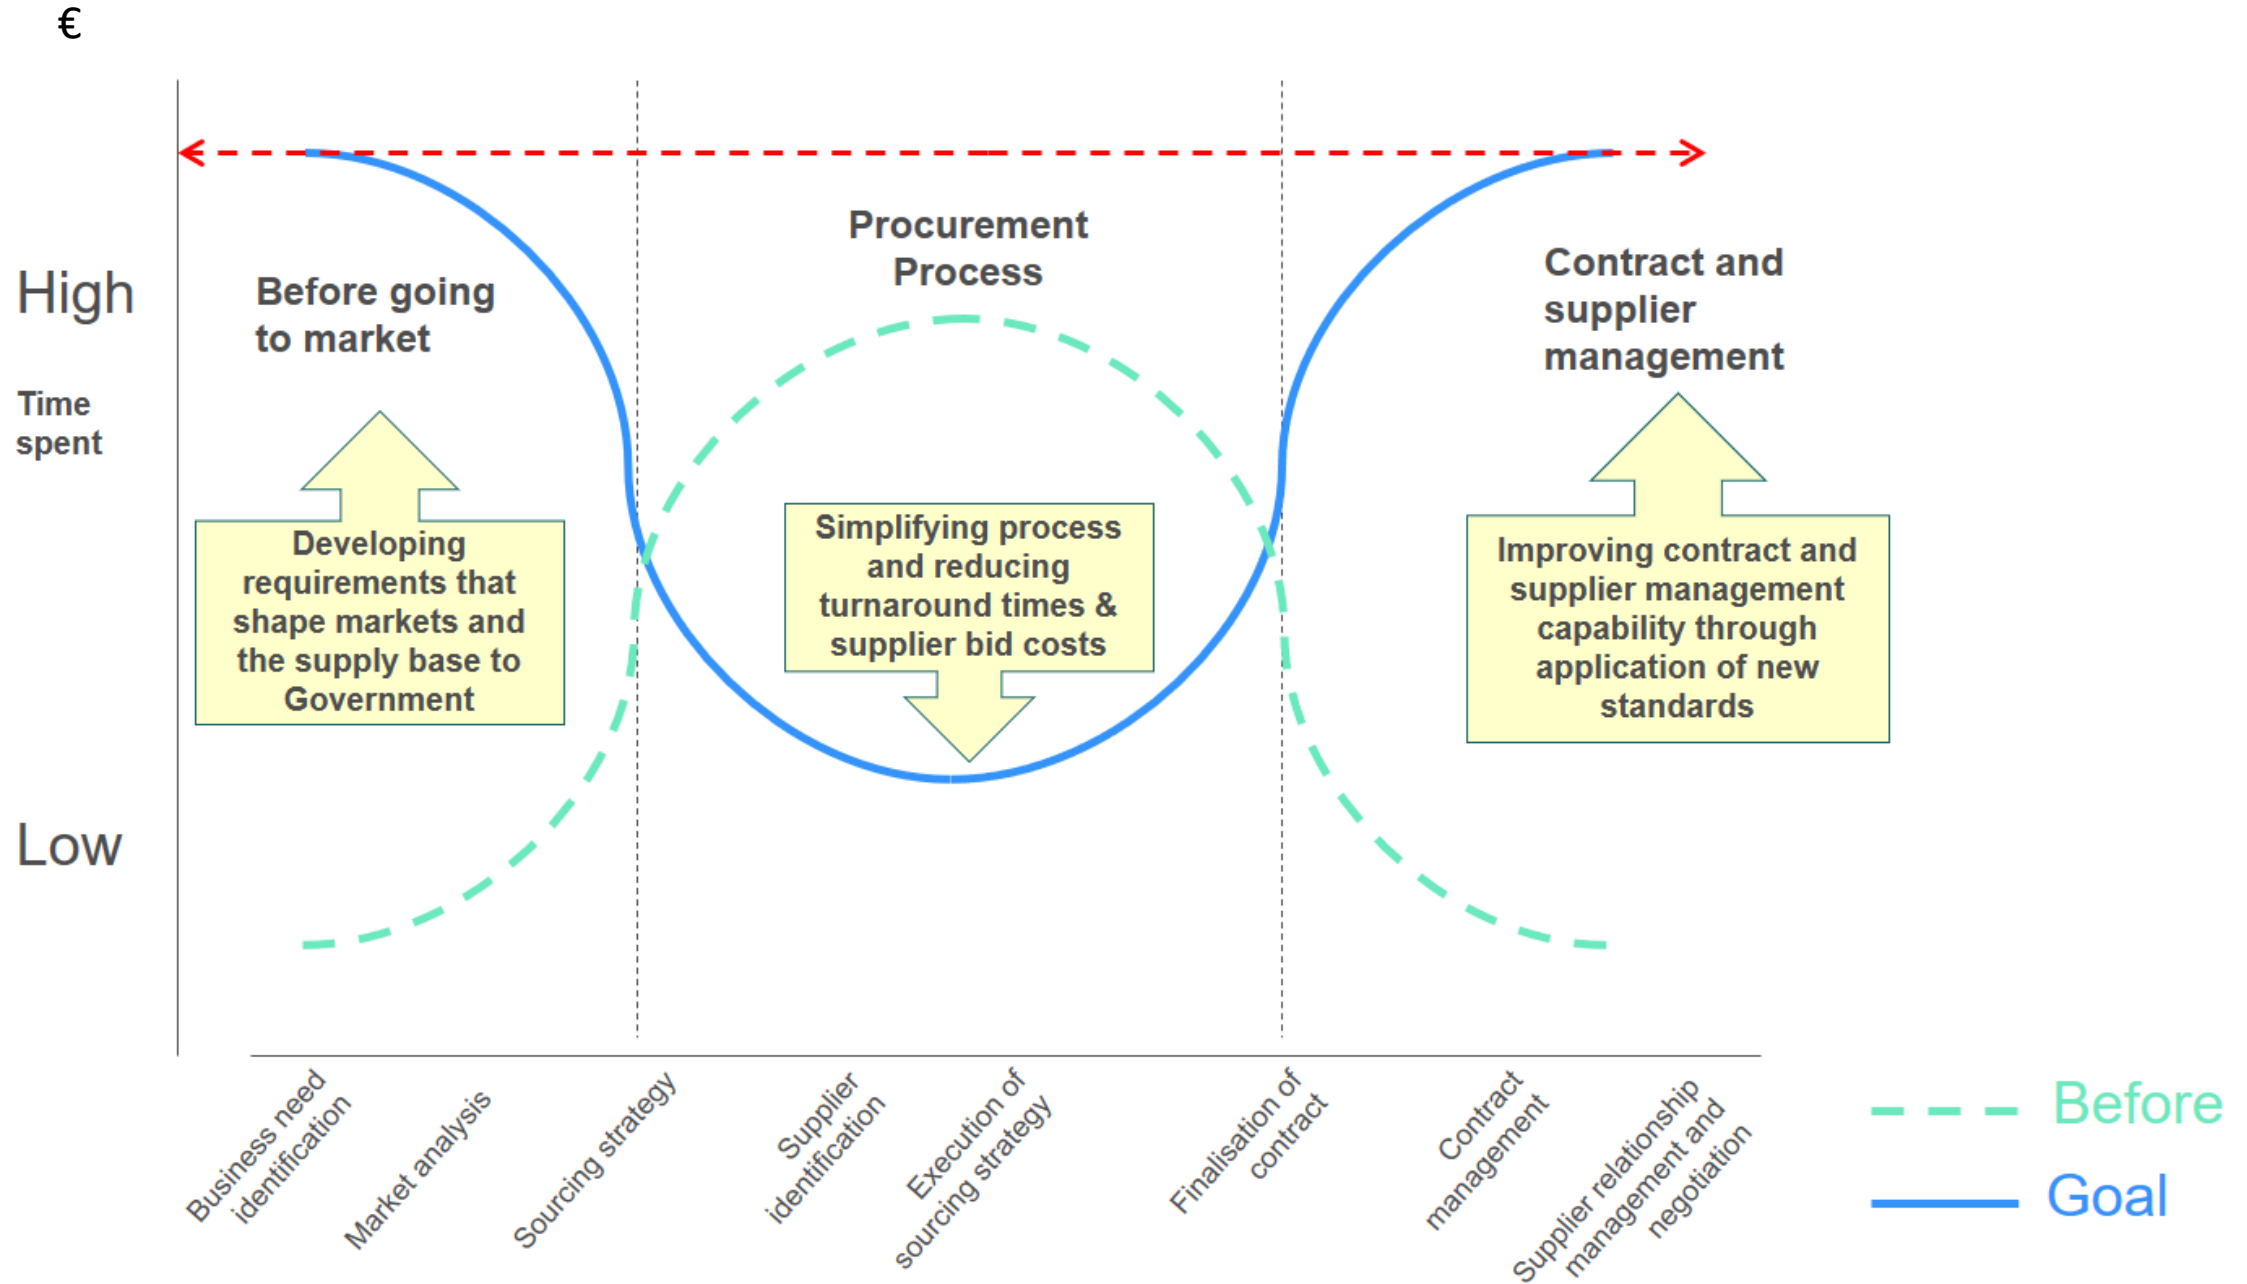 €
High
Time
spent
Low
Before going
to market
Procurement
Process
Contract and
supplier
management
Developing
requirements that
shape markets and
the supply base to
Government
Simplifying process
and reducing
turnaround times &
supplier bid costs
Improving contract and
supplier management
capability through
application of new
standards
Business need
identification
Market analysis
Sourcing strategy
Supplier
identification
Execution of
sourcing strategy
Finalisation of
contract
Contract
management
Supplier relationship
management and
negotiation
Before
Goal